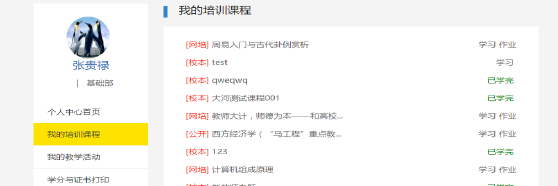 张贵禄
| 基础部
个人中心首页
我的培训课程
我的教学活动
学分与证书打印
我的培训课程
[网培] 周易入门与古代卦例赏析 学习 作业
[校本] test 学习
[校本] qweqwq 已学完
[校本] 大河测试课程001 已学完
[网培] 教师大计，师德为本——和高校... 学习 作业
[公开] 西方经济学（“马工程”重点教... 学习 作业
[校本] 123 已学完
[网培] 计算机组成原理 学习 作业